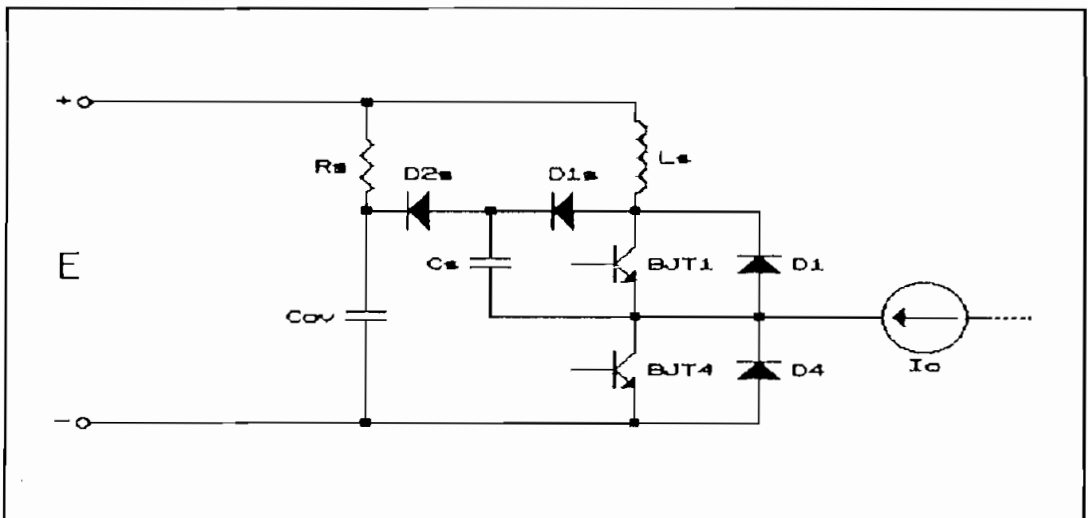 +
Rs
D2s
D1s
Ls
E
Cs
BJT1
D1
Cov
BJT4
D4
Io
-